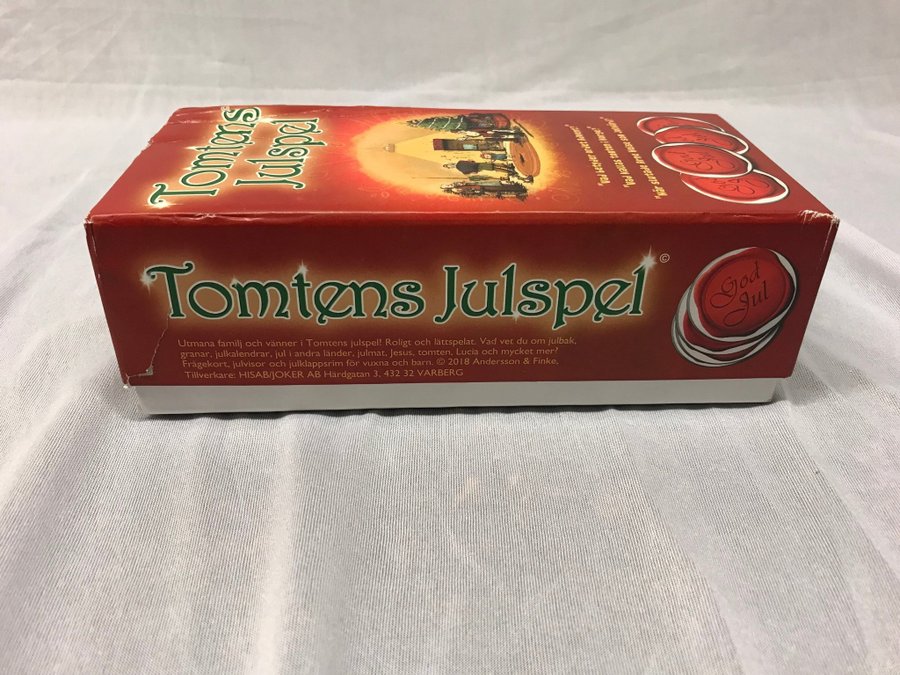 Tomtens
Julspel
Tomtens Julspel
©
God
Jul
Utmana familj och vänner i Tomtens julspel! Roligt och lättspelat. Vad vet du om julbak,
granar, julkalendrar, jul i andra länder, julmat, Jesus, tomten, Lucia och mycket mer?
Frågekort, julvisor och julklappsrim för vuxna och barn. © 2018 Andersson & Finke,
Tillverkare: HISAB/JOKER AB Härdgatan 3, 432 32 VARBERG